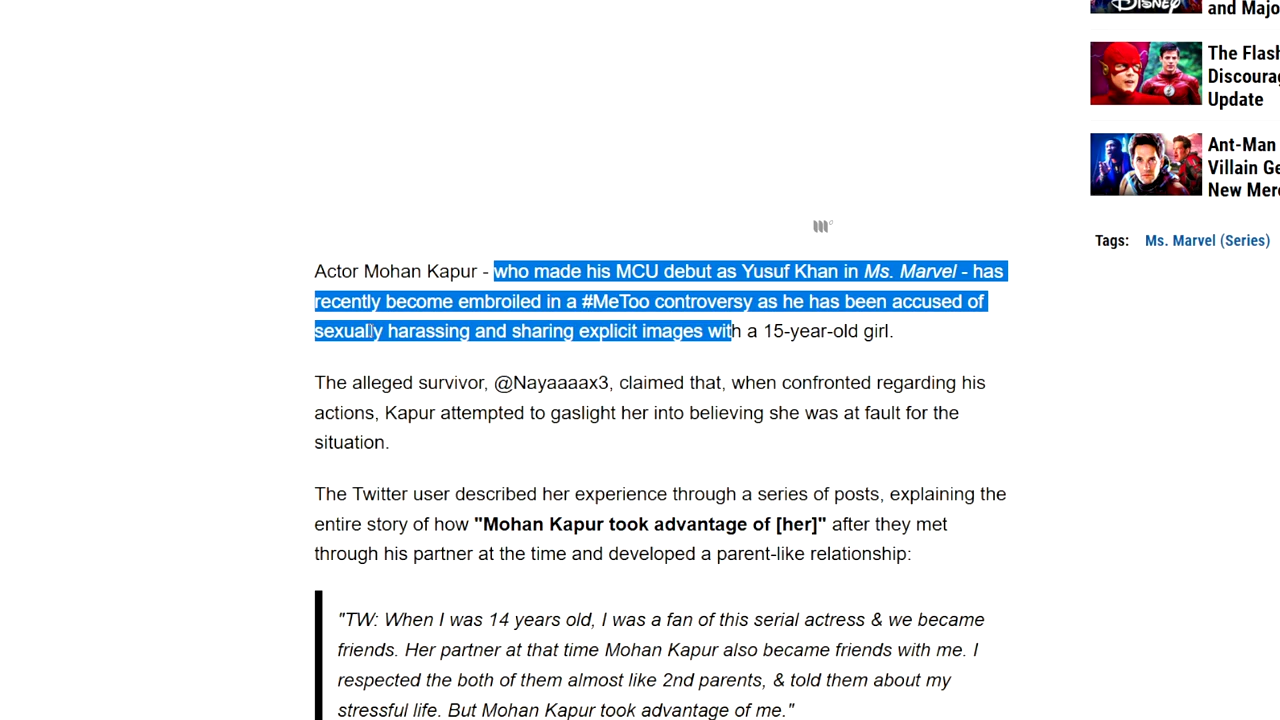 DISNEY
and Majo
The Flash
Discourag
Update
Ant-Man
Villain Ge
New Merc
Tags: Ms. Marvel (Series)
Actor Mohan Kapur - who made his MCU debut as Yusuf Khan in Ms. Marvel - has
recently become embroiled in a #MeToo controversy as he has been accused of
sexually harassing and sharing explicit images with a 15-year-old girl.
The alleged survivor, @Nayaaaax3, claimed that, when confronted regarding his
actions, Kapur attempted to gaslight her into believing she was at fault for the
situation.
The Twitter user described her experience through a series of posts, explaining the
entire story of how "Mohan Kapur took advantage of [her]" after they met
through his partner at the time and developed a parent-like relationship:
"TW: When I was 14 years old, I was a fan of this serial actress & we became
friends. Her partner at that time Mohan Kapur also became friends with me. I
respected the both of them almost like 2nd parents, & told them about my
stressful life. But Mohan Kapur took advantage of me."